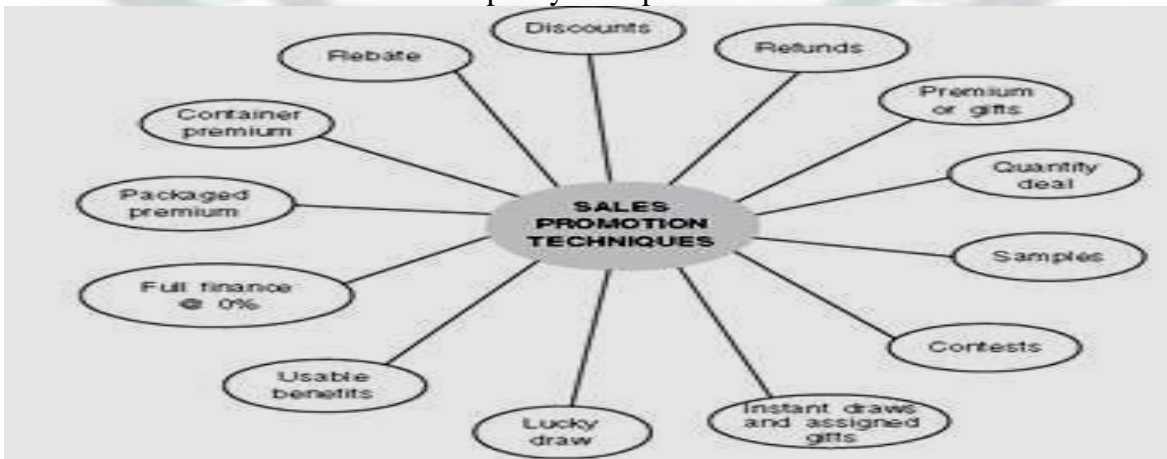 Discounts
Rebate
Refunds
Premium
or gifts
Container
premium
Quantity
deal
Packaged
premium
SALES
PROMOTION
TECHNIQUES
Samples
Full finance
@ 0%
Contests
Usable
benefits
Lucky
draw
Instant draws
and assigned
gifts